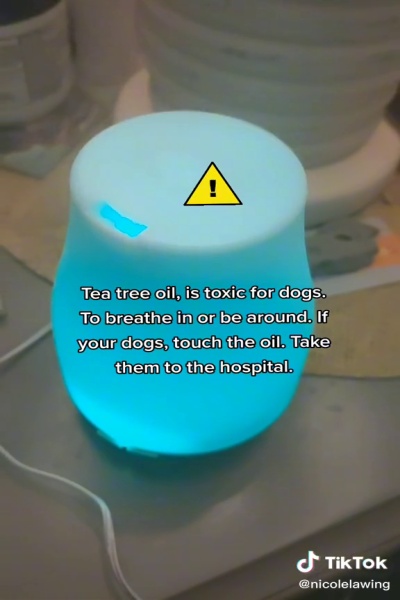 !
Tea tree oil, is toxic for dogs.
To breathe in or be around. If
your dogs, touch the oil. Take
them to the hospital.
TikTok
@nicolelawing